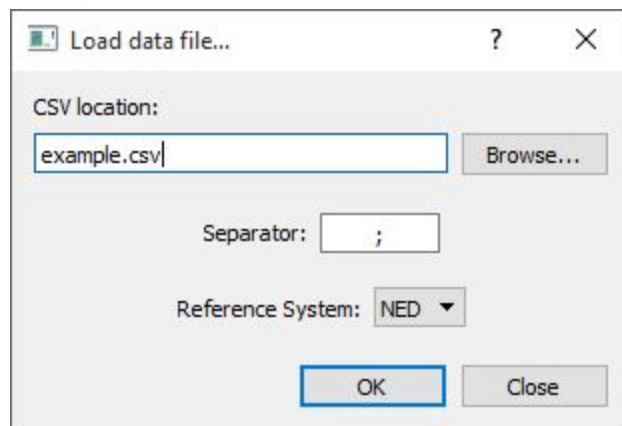 Load data file...
?
CSV location:
example.csv
Browse...
Separator: ;
Reference System: NED
OK
Close